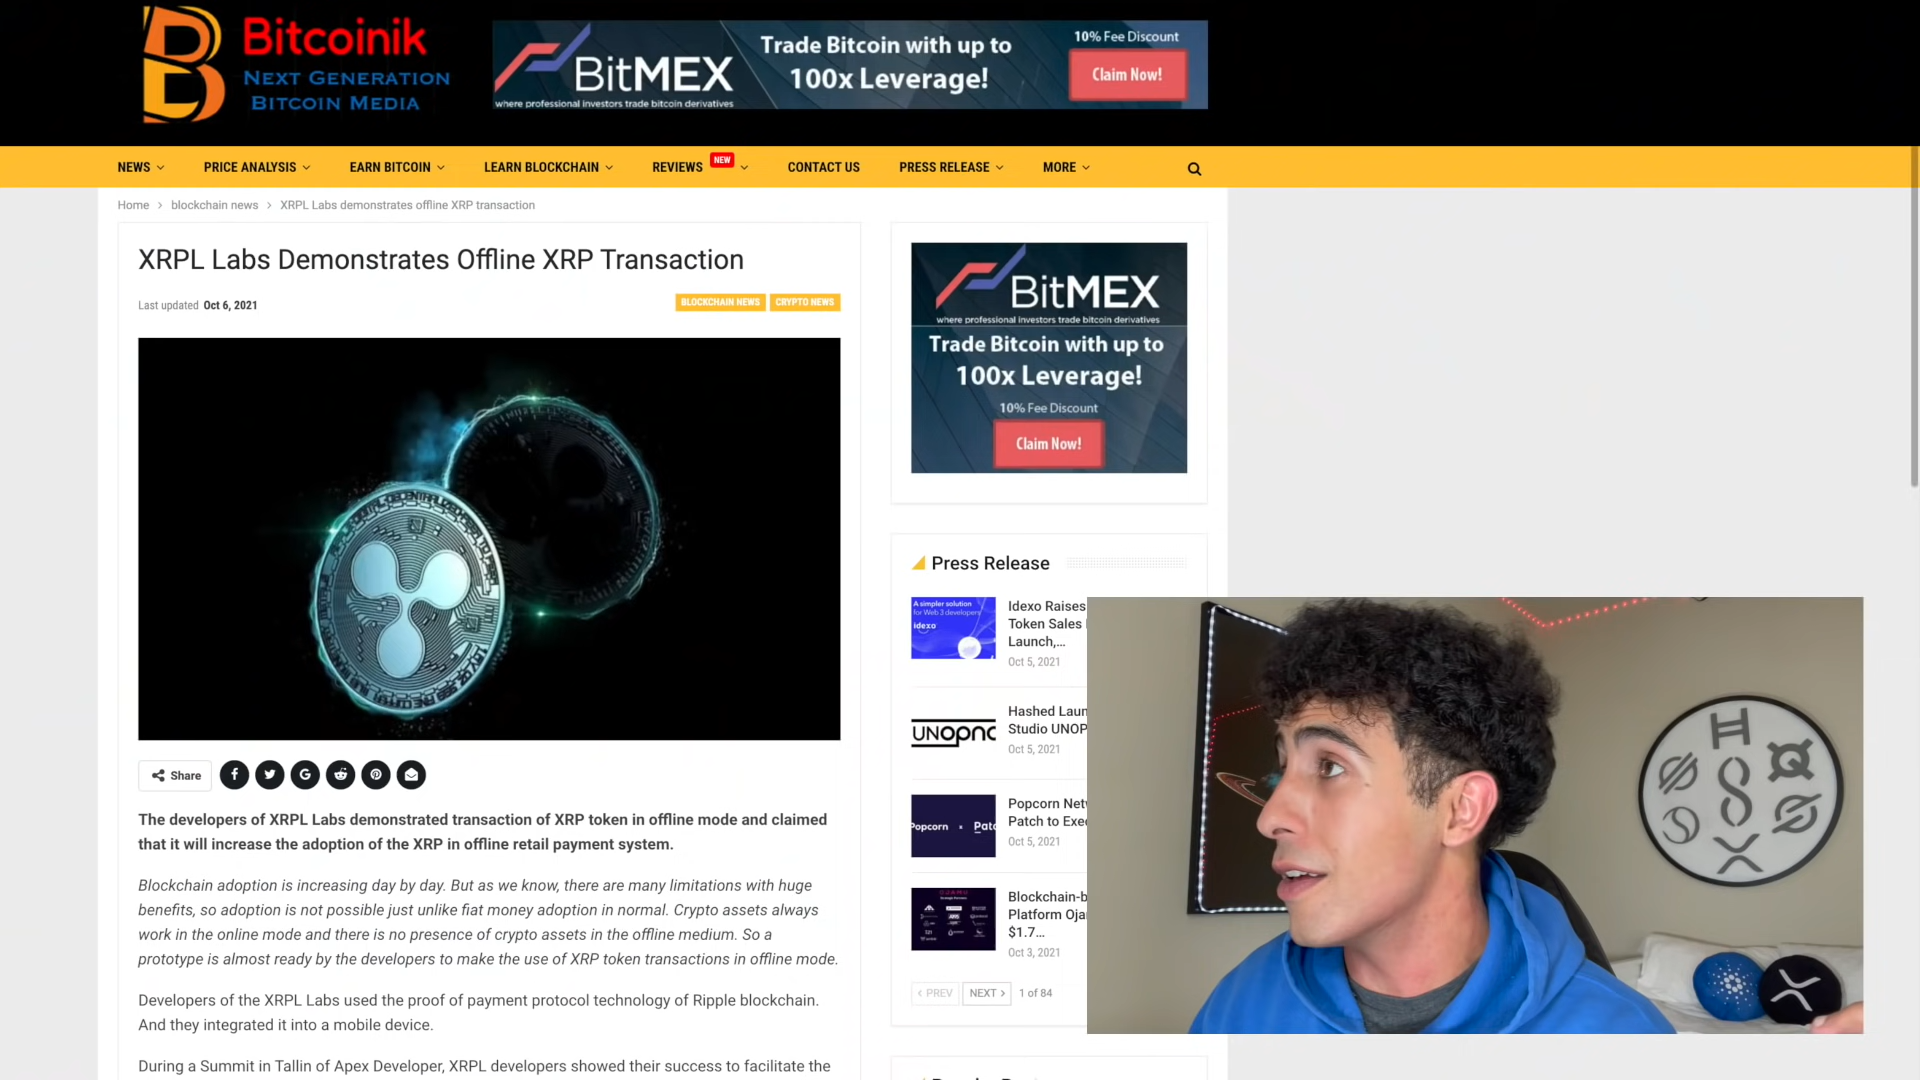 Bitcoinik
NEXT GENERATION
BITCOIN MEDIA
BitMEX
where professional investors trade bitcoin derivatives
Trade Bitcoin with up to
100x Leverage!
10% Fee Discount
Claim Now!
NEWS
PRICE ANALYSIS
EARN BITCOIN
LEARN BLOCKCHAIN
REVIEWS
NEW
CONTACT US
PRESS RELEASE
MORE
Home > blockchain news > XRPL Labs demonstrates offline XRP transaction
XRPL Labs Demonstrates Offline XRP Transaction
Last updated Oct 6, 2021
BLOCKCHAIN NEWS
CRYPTO NEWS
Share
The developers of XRPL Labs demonstrated transaction of XRP token in offline mode and claimed
that it will increase the adoption of the XRP in offline retail payment system.
Blockchain adoption is increasing day by day. But as we know, there are many limitations with huge
benefits, so adoption is not possible just unlike fiat money adoption in normal. Crypto assets always
work in the online mode and there is no presence of crypto assets in the offline medium. So a
prototype is almost ready by the developers to make the use of XRP token transactions in offline mode.
Developers of the XRPL Labs used the proof of payment protocol technology of Ripple blockchain.
And they integrated it into a mobile device.
During a Summit in Tallin of Apex Developer, XRPL developers showed their success to facilitate the
BitMEX
where professional investors trade bitcoin derivatives
Trade Bitcoin with up to
100x Leverage!
10% Fee Discount
Claim Now!
Press Release
A simpler solution
for Web 3 developers
idexo
Idexo Raises
Token Sales
Launch,...
Oct 5, 2021
UNOPND
Hashed Laun
Studio UNOP
Oct 5, 2021
Popcorn x Patc
Popcorn Net
Patch to Exe
Oct 5, 2021
OJAMU
Blockchain-b
Platform Oja
$1.7...
Oct 3, 2021
< PREV
NEXT >
1 of 84